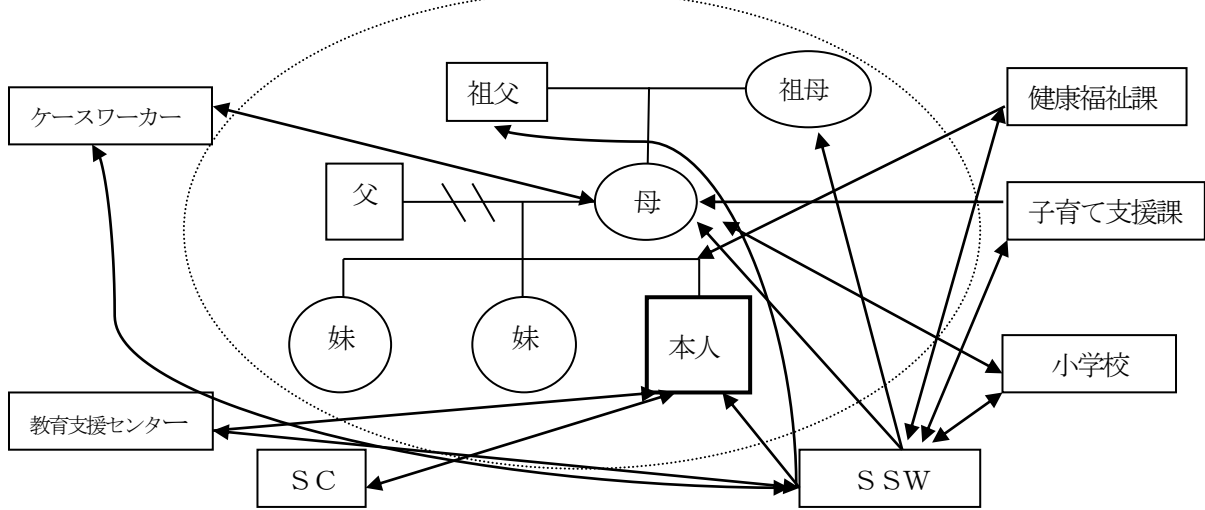 祖父
祖母
健康福祉課
ケースワーカー
父
母
子育て支援課
妹
妹
本人
小学校
教育支援センター
ＳＣ
ＳＳＷ